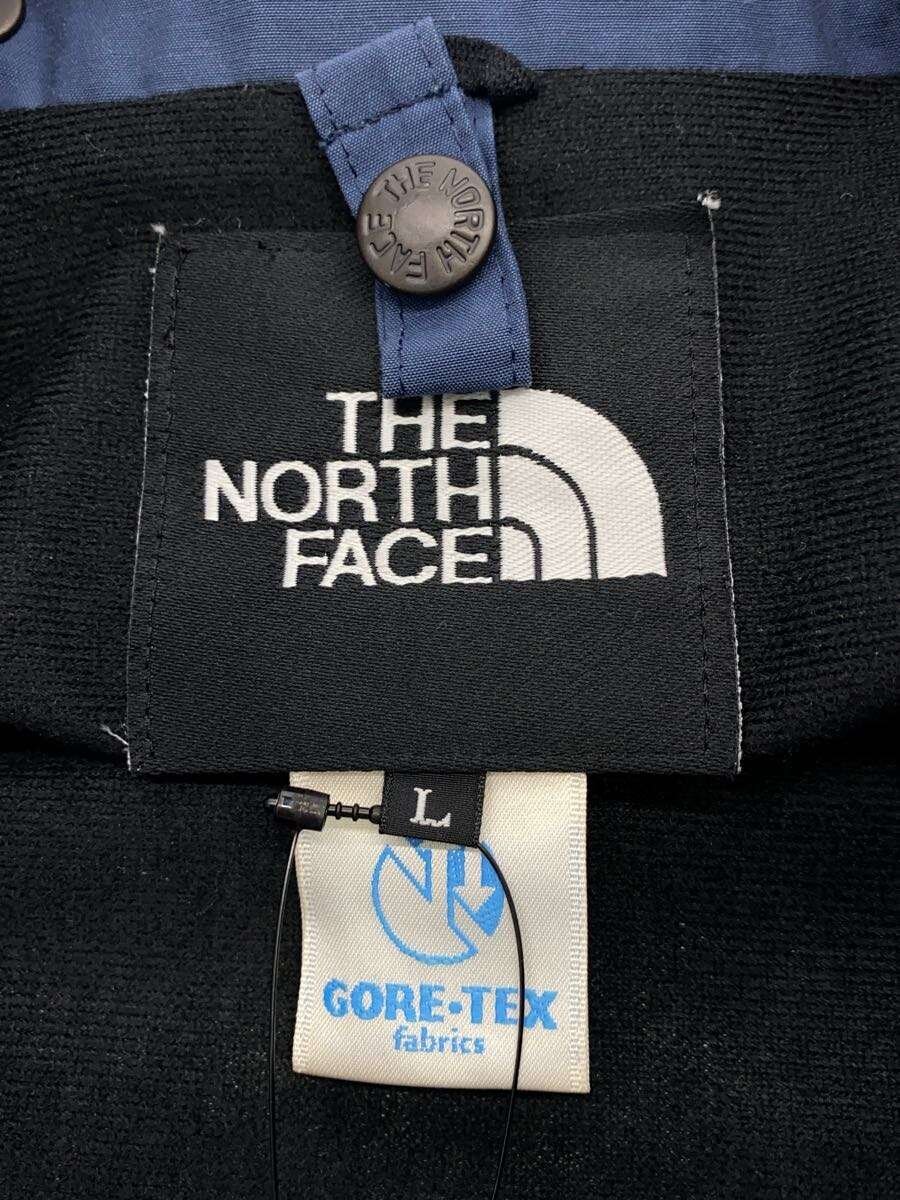 THE NORTH FACE
THE
NORTH
FACE
L
GORE-TEX
fabrics